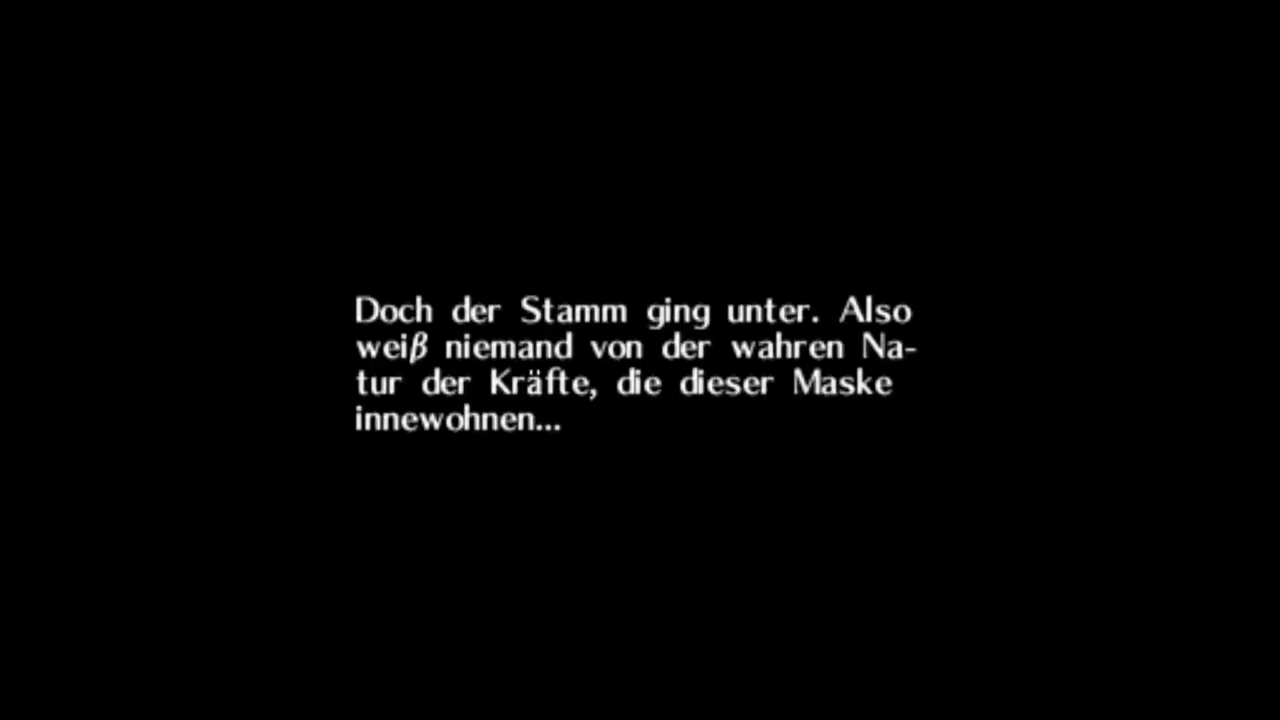 Doch der Stamm ging unter. Also
weiß niemand von der wahren Na-
tur der Kräfte, die dieser Maske
innewohnen...